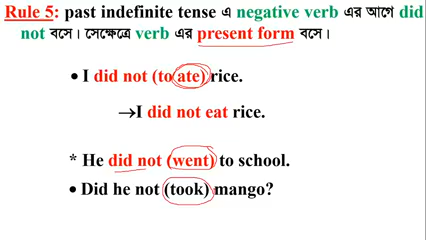 Rule 5: past indefinite tense এ negative verb এর আগে did
not বসে। সেক্ষেত্রে verb এর present form বসে।
• I did not (to ate) rice.
→I did not eat rice.
* He did not (went) to school.
• Did he not (took) mango?